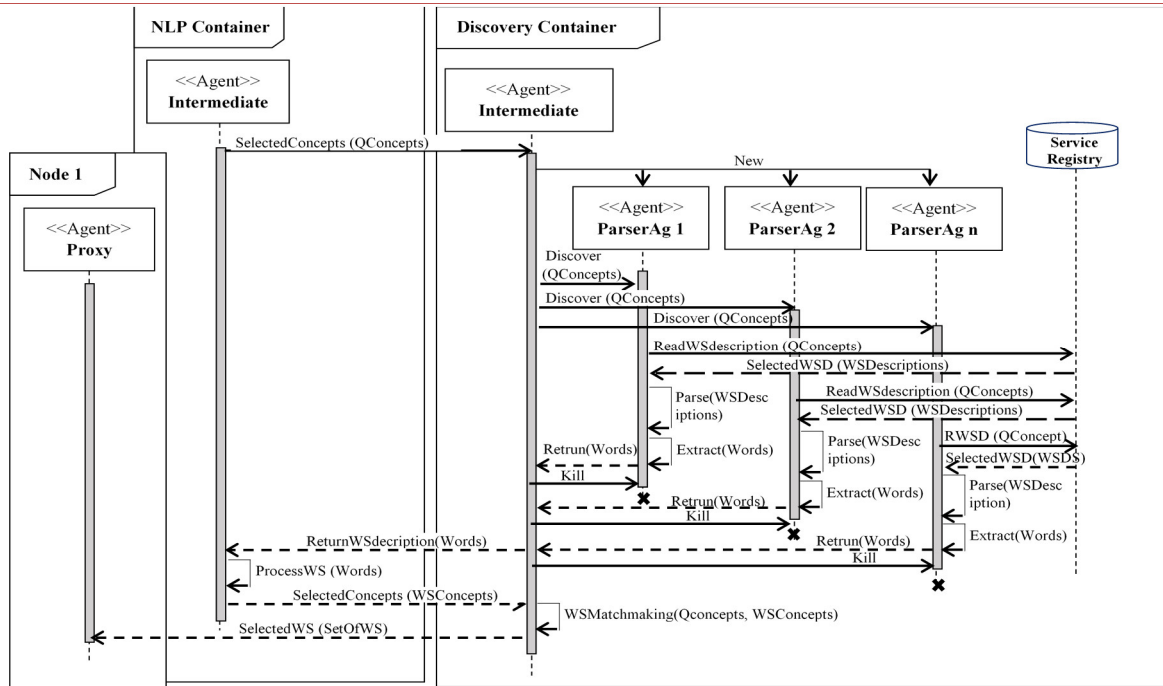 NLP Container
Discovery Container
<<Agent>>
Intermediate
<<Agent>>
Intermediate
SelectedConcepts (QConcepts)
Service
Registry
New
Node 1
<<Agent>>
Proxy
<<Agent>>
ParserAg 1
<<Agent>>
ParserAg 2
<<Agent>>
ParserAg n
Discover
(QConcepts)
Discover (QConcepts)
Discover (QConcepts)
ReadWSdescription (QConcepts)
SelectedWSD (WSDescriptions)
Parse(WSDesc
iptions)
ReadWSdescription (QConcepts)
SelectedWSD (WSDescriptions)
RWSD (QConcept)
Retrun(Words)
Extract(Words)
Parse(WSDesc
iptions)
SelectedWSD(WSDS)
Kill
Parse(WSDesc
iption)
Retrun(Words)
Extract(Words)
Kill
ReturnWSdecription(Words)
Retrun(Words)
Extract(Words)
Kill
ProcessWS (Words)
SelectedConcepts (WSConcepts)
WSMatchmaking(Qconcepts, WSConcepts)
SelectedWS (SetOfWS)